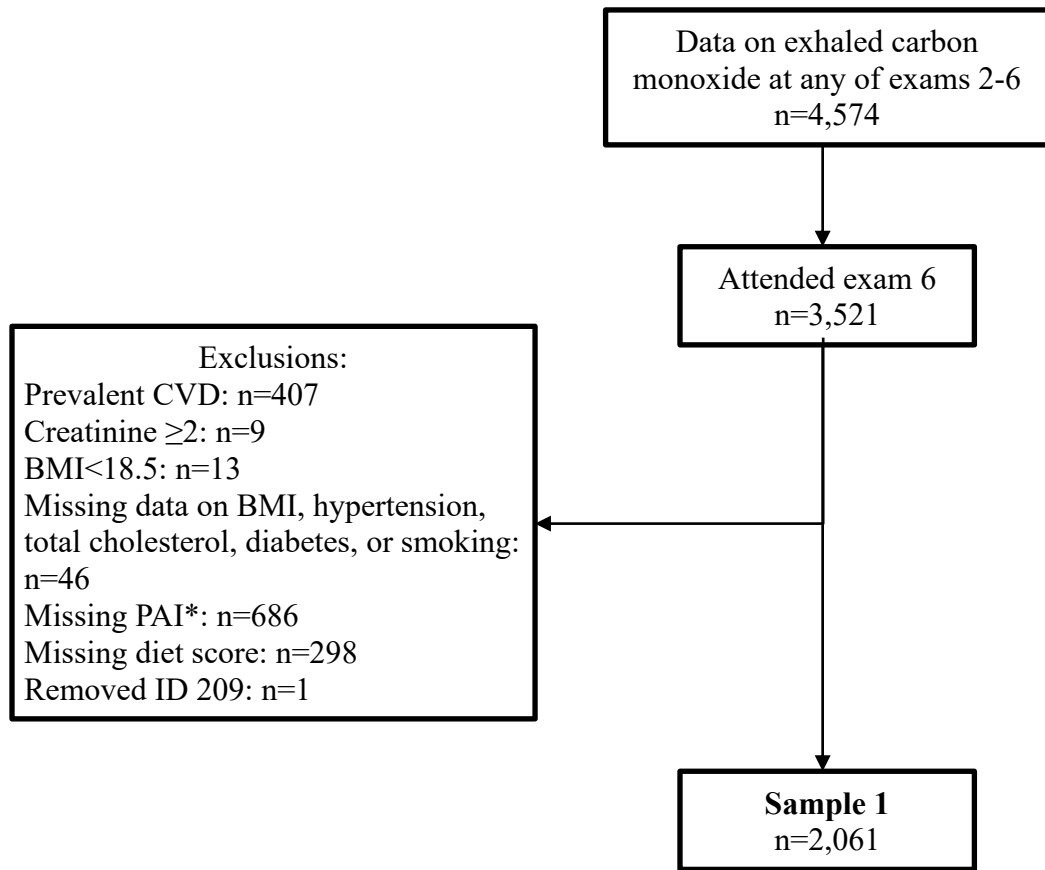 Data on exhaled carbon
monoxide at any of exams 2-6
n=4,574
Attended exam 6
n=3,521
Exclusions:
Prevalent CVD: n=407
Creatinine ≥2: n=9
BMI<18.5: n=13
Missing data on BMI, hypertension,
total cholesterol, diabetes, or smoking:
n=46
Missing PAI*: n=686
Missing diet score: n=298
Removed ID 209: n=1
Sample 1
n=2,061